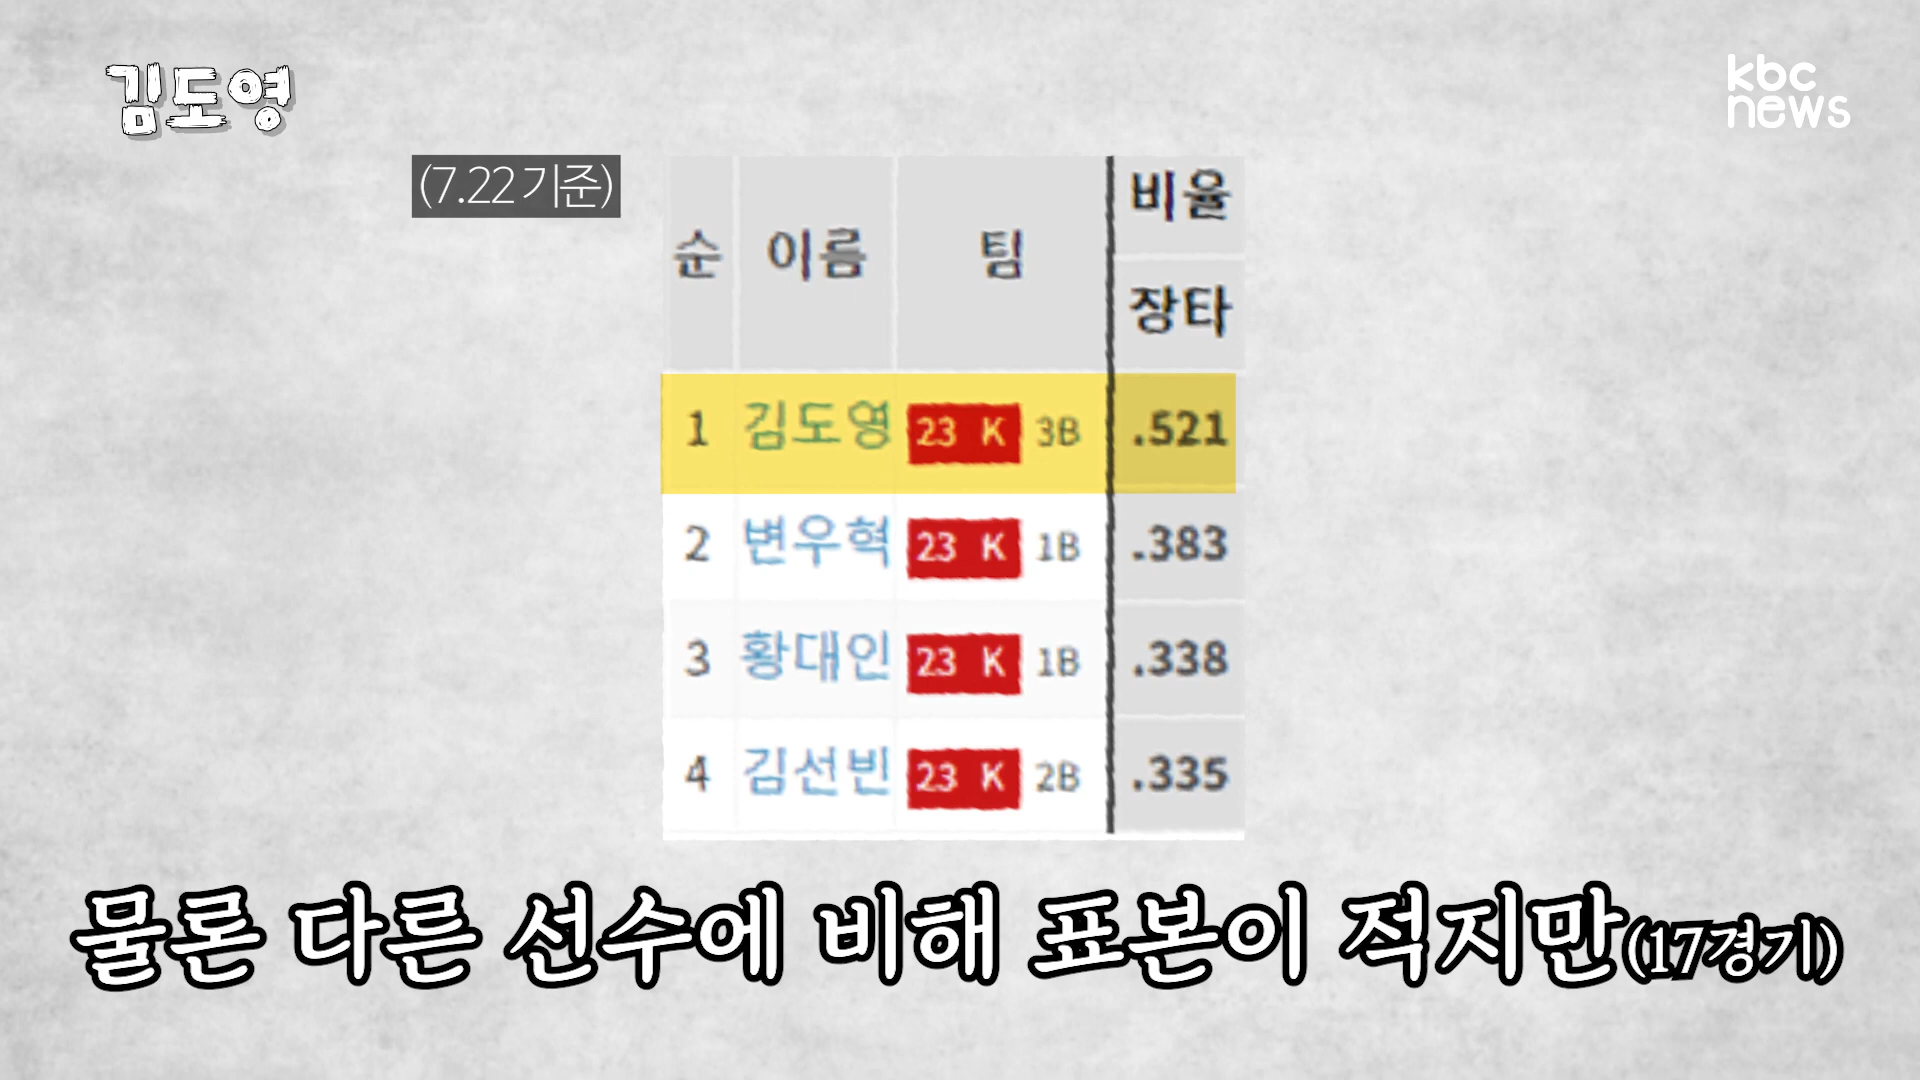 김도영
kbc
news
(7.22 기준)
순 이름 팀 비율
장타
1 김도영 23 K 3B .521
2 변우혁 23 K 1B .383
3 황대인 23 K 1B .338
4 김선빈 23 K 2B .335
물론 다른 선수에 비해 표본이 적지만(17경기)